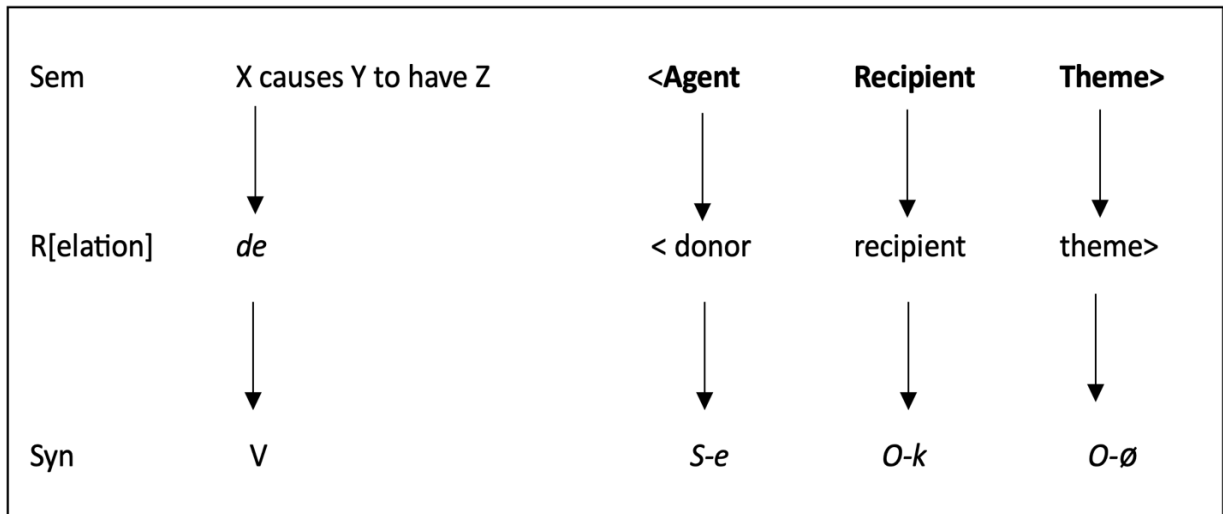 Sem X causes Y to have Z <Agent Recipient Theme>
R[elation] de < donor recipient theme>
Syn V S-e O-k O-ø